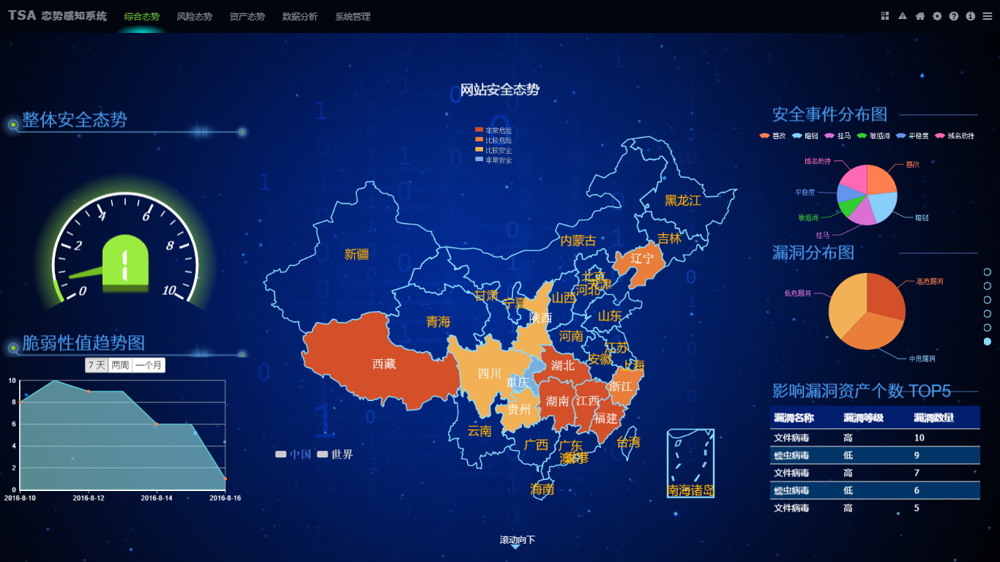 TSA 态势感知系统 综合态势 风险态势 资产态势 数据分析 系统管理
整体安全态势
0
2
4
6
8
10
1
脆弱性值趋势图
7 天 两周 一个月
10
8
6
4
2
0
2016-8-10 2016-8-12 2016-8-14 2016-8-16
网站安全态势
非常危险
比较危险
比较安全
非常安全
黑龙江
吉林
辽宁
内蒙古
新疆
北京
天津
河北
甘肃
宁夏
山西
陕西
青海
山东
河南
江苏
安徽
上海
西藏
四川
重庆
湖北
浙江
湖南
江西
贵州
福建
云南
广西
广东
台湾
香港
澳门
海南
南海诸岛
中国 世界
滚动向下
安全事件分布图
篡改 暗链 挂马 敏感词 平稳度 域名劫持
域名劫持
篡改
平稳度
敏感词
暗链
挂马
漏洞分布图
高危漏洞
低危漏洞
中危漏洞
影响漏洞资产个数 TOP5
漏洞名称 漏洞等级 漏洞数量
文件病毒 高 10
蠕虫病毒 低 9
文件病毒 高 7
蠕虫病毒 低 6
文件病毒 高 5